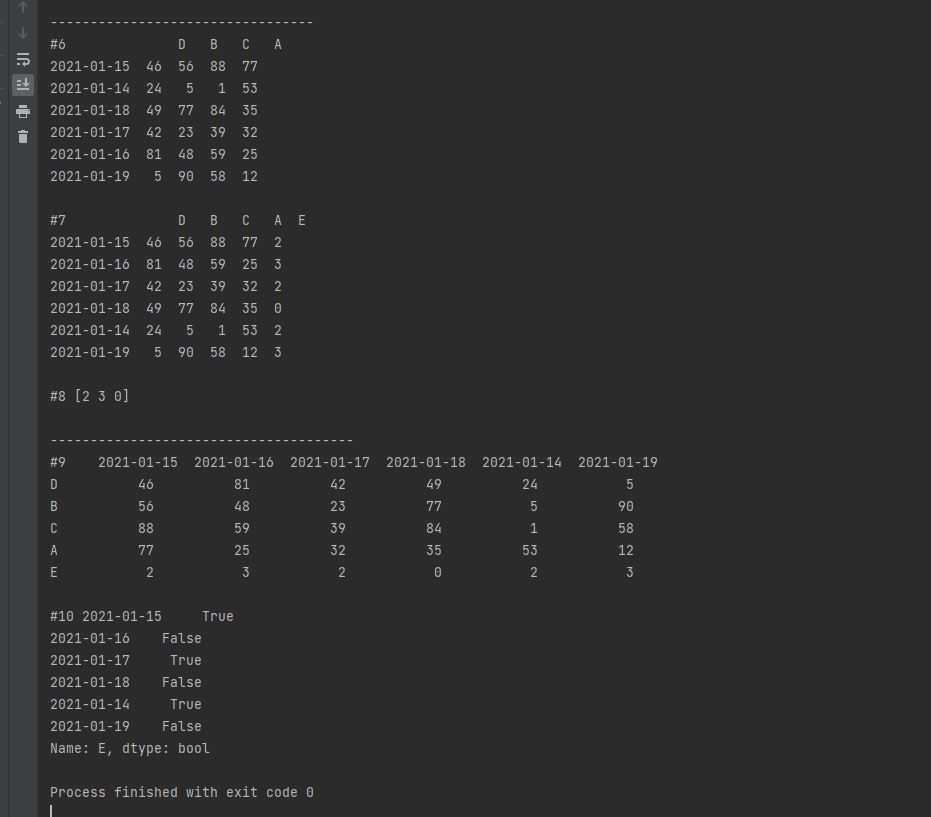 ---------------------------------
#6              D   B   C   A
2021-01-15  46  56  88  77
2021-01-14  24   5   1  53
2021-01-18  49  77  84  35
2021-01-17  42  23  39  32
2021-01-16  81  48  59  25
2021-01-19   5  90  58  12
#7              D   B   C   A  E
2021-01-15  46  56  88  77  2
2021-01-16  81  48  59  25  3
2021-01-17  42  23  39  32  2
2021-01-18  49  77  84  35  0
2021-01-14  24   5   1  53  2
2021-01-19   5  90  58  12  3
#8 [2 3 0]
--------------------------------------
#9    2021-01-15  2021-01-16  2021-01-17  2021-01-18  2021-01-14  2021-01-19
D          46          81          42          49          24           5
B          56          48          23          77           5          90
C          88          59          39          84           1          58
A          77          25          32          35          53          12
E           2           3           2           0           2           3
#10 2021-01-15     True
2021-01-16    False
2021-01-17     True
2021-01-18    False
2021-01-14     True
2021-01-19    False
Name: E, dtype: bool
Process finished with exit code 0